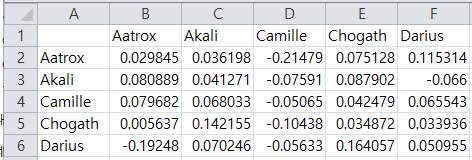 A B C D E F
1 Aatrox Akali Camille Chogath Darius
2 Aatrox 0.029845 0.036198 -0.21479 0.075128 0.115314
3 Akali 0.080889 0.041271 -0.07591 0.087902 -0.066
4 Camille 0.079682 0.068033 -0.05065 0.042479 0.065543
5 Chogath 0.005637 0.142155 -0.10438 0.034872 0.033936
6 Darius -0.19248 0.070246 -0.05633 0.164057 0.050955